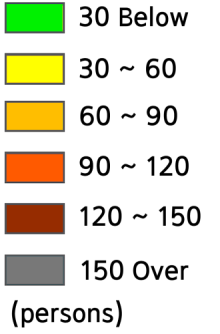 30 Below
30 ~ 60
60 ~ 90
90 ~ 120
120 ~ 150
150 Over
(persons)